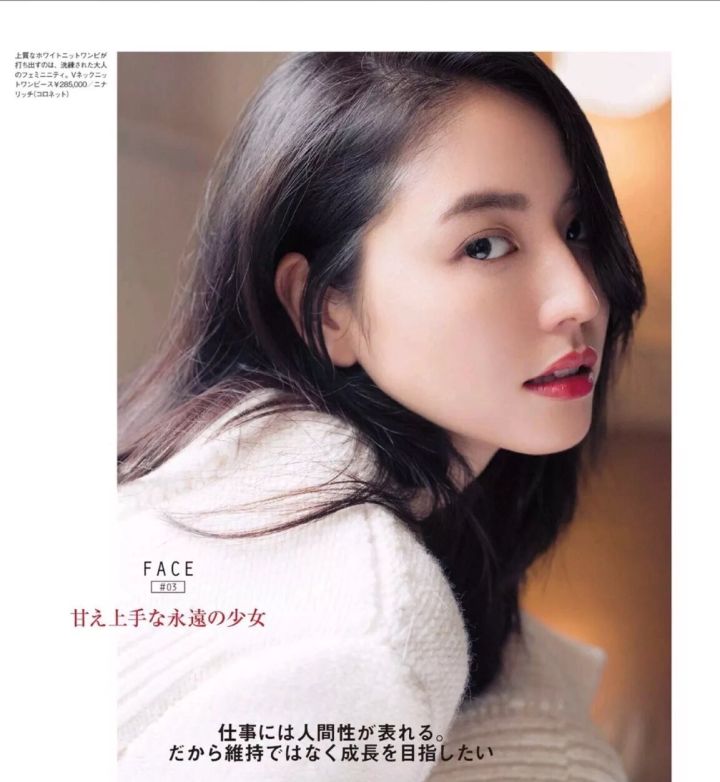 上質なホワイトニットワンピが
打ち出すのは、洗練された大人
のフェミニニティ。Vネックニッ
トワンピース¥285,000/ニナ
リッチ(コロネット)
FACE
#03
甘え上手な永遠の少女
仕事には人間性が表れる。
だから維持ではなく成長を目指したい